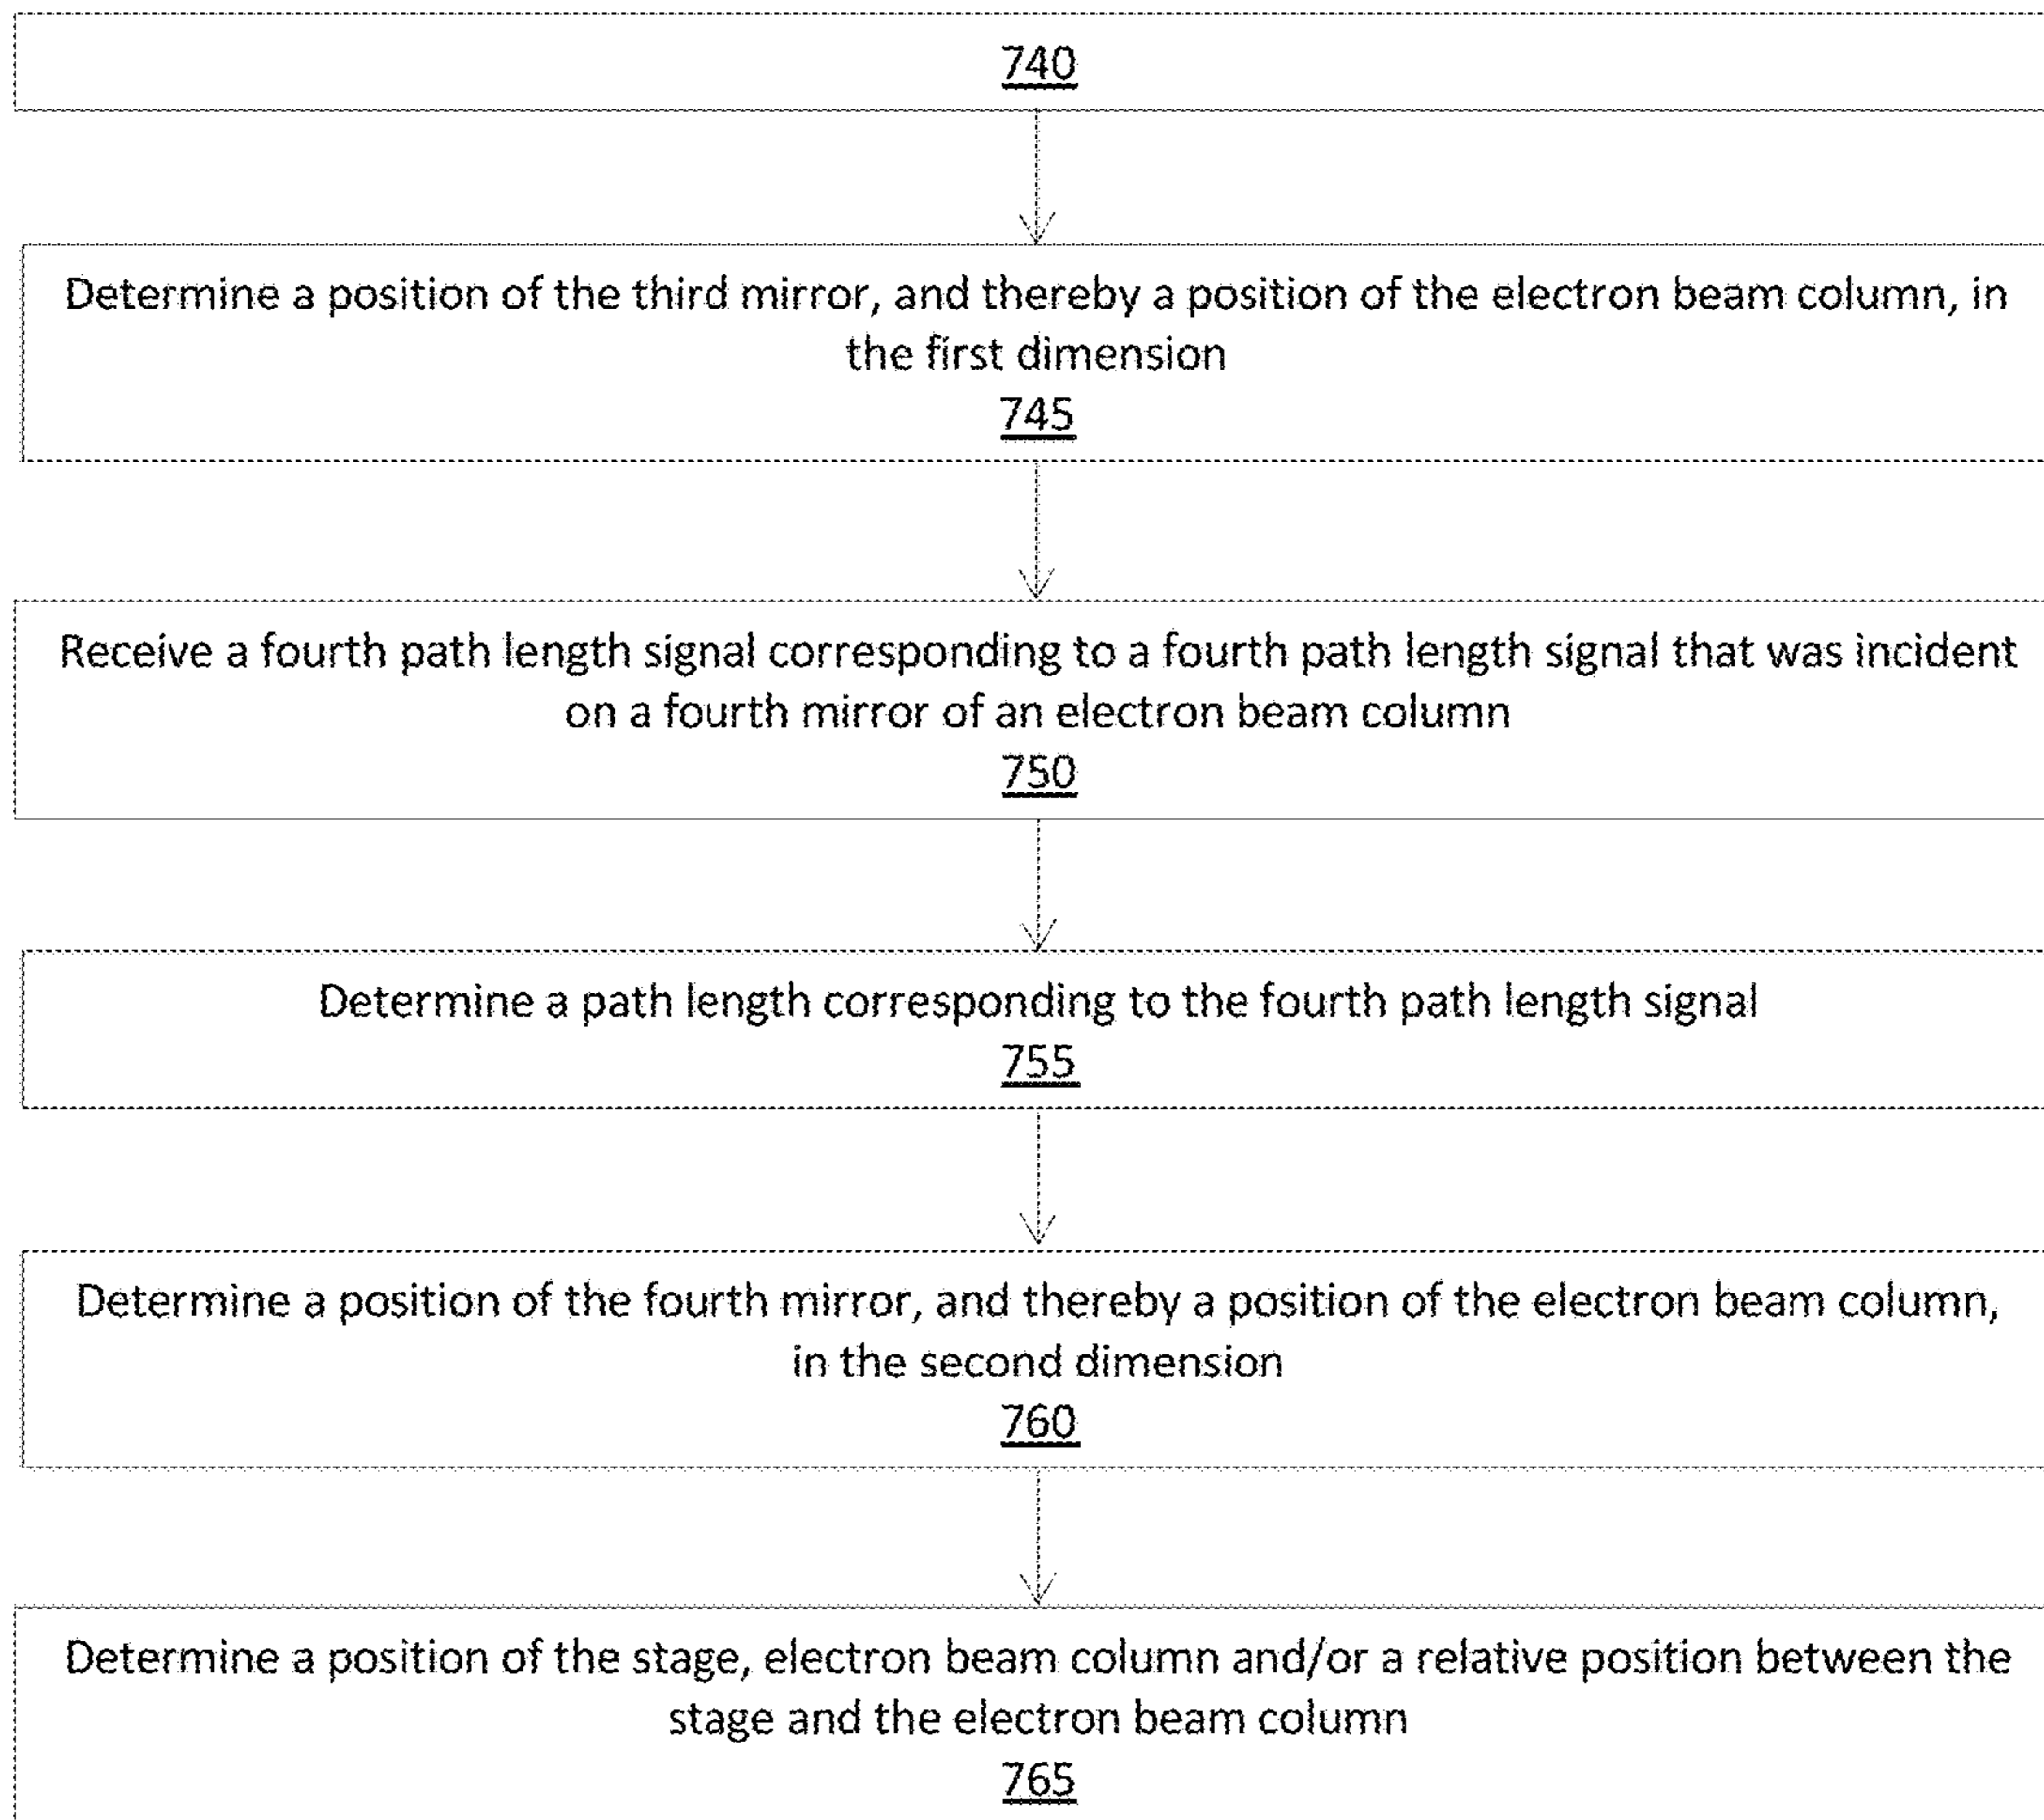 740
Determine a position of the third mirror, and thereby a position of the electron beam column, in
the first dimension
745
Receive a fourth path length signal corresponding to a fourth path length signal that was incident
on a fourth mirror of an electron beam column
750
Determine a path length corresponding to the fourth path length signal
755
Determine a position of the fourth mirror, and thereby a position of the electron beam column,
in the second dimension
760
Determine a position of the stage, electron beam column and/or a relative position between the
stage and the electron beam column
765